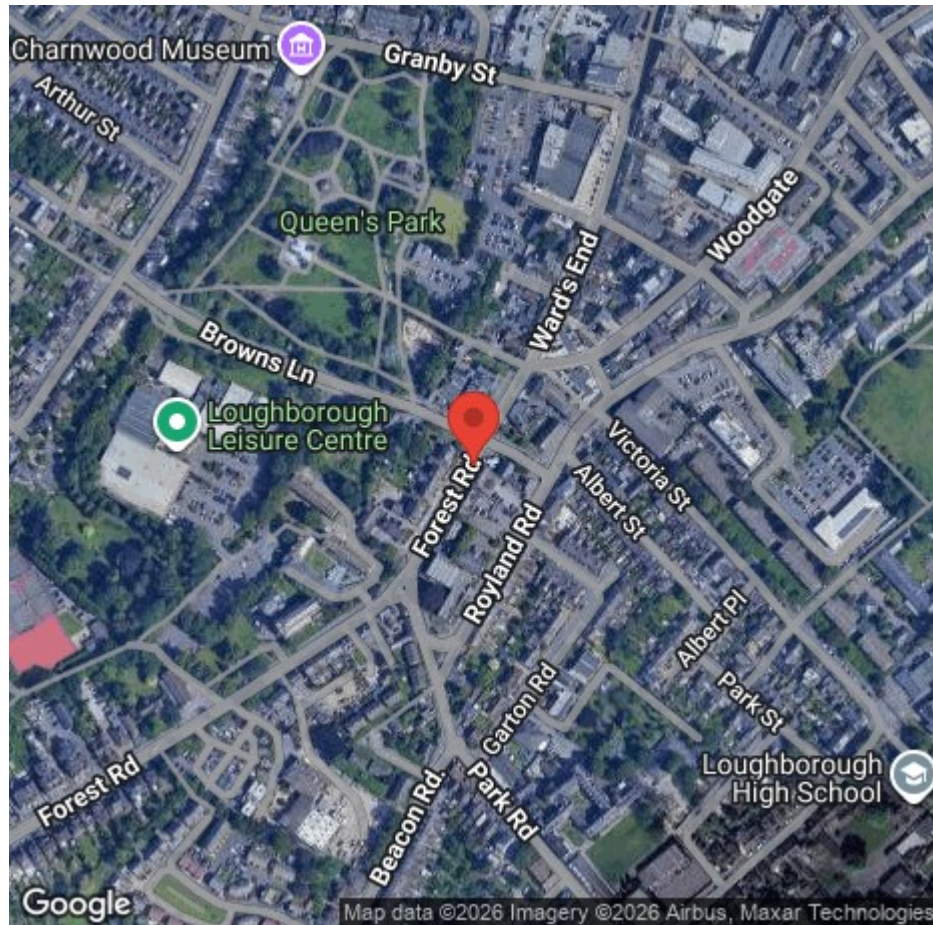 Charnwood Museum
Granby St
Arthur St
Queen's Park
Woodgate
Ward's End
Browns Ln
Loughborough
Leisure Centre
Forest Rd
Victoria St
Albert St
Royland Rd
Albert Pl
Garton Rd
Park St
Forest Rd
Beacon Rd.
Park Rd
Loughborough
High School
Google
Map data ©2026 Imagery ©2026 Airbus, Maxar Technologies